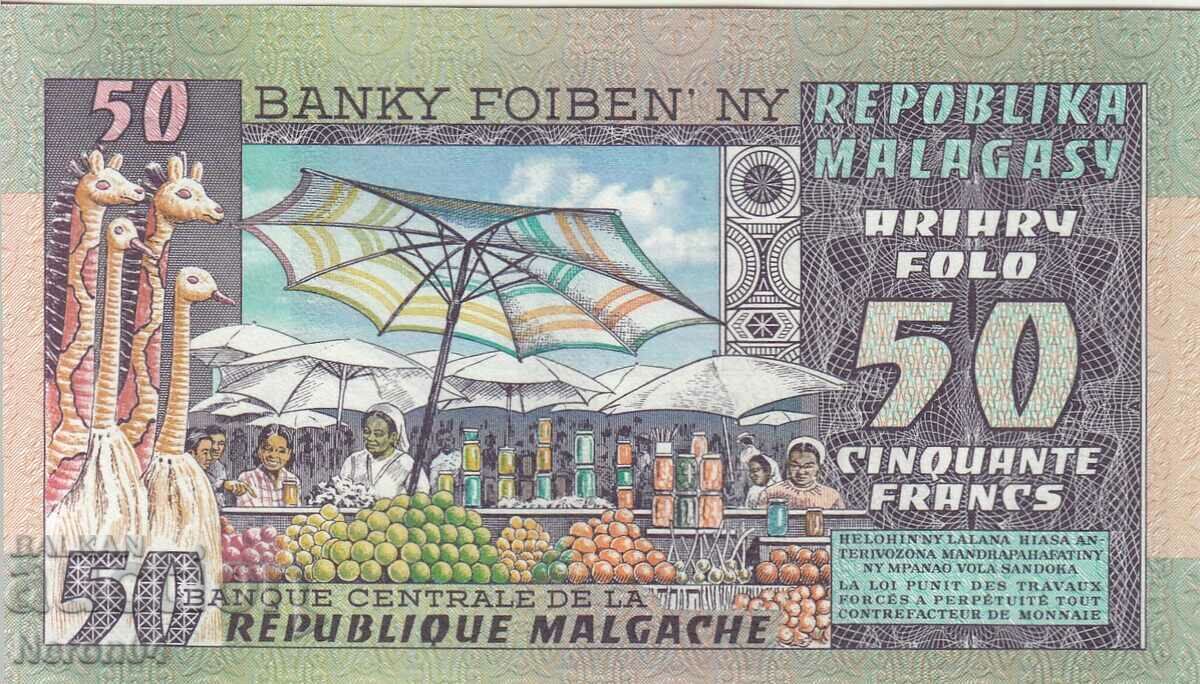 50
BANKY FOIBEN' NY
REPOBLIKA
MALAGASY
ARIARY
FOLO
50
CINQUANTE
FRANCS
HELOHIN'NY LALANA HIASA AN-
TERIVOZONA MANDRAPAHAFATINY
NY MPANAO VOLA SANDOKA
LA LOI PUNIT DES TRAVAUX
FORCÉS A PERPÉTUITÉ TOUT
CONTREFACTEUR DE MONNAIE
50
BANQUE CENTRALE DE LA
RÉPUBLIQUE MALGACHE
BALKAN
Neron04